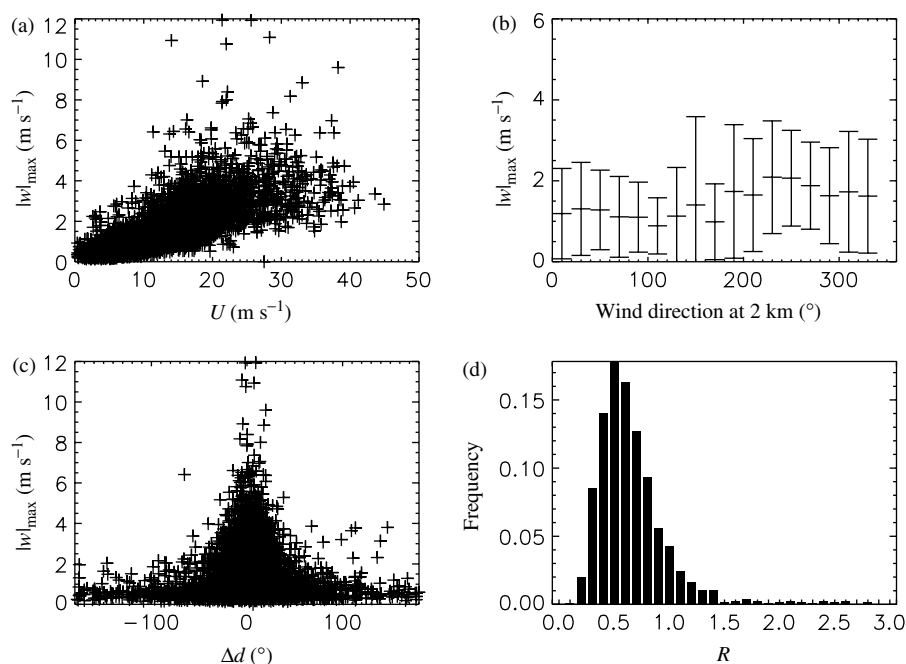 (a)
12
10
8
6
4
2
0
|w|max (m s−1)
0 10 20 30 40 50
U (m s−1)
(b)
6
4
2
0
|w|max (m s−1)
0 100 200 300
Wind direction at 2 km (°)
(c)
12
10
8
6
4
2
0
|w|max (m s−1)
−100 0 100
Δd (°)
(d)
0.15
0.10
0.05
0.00
Frequency
0.0 0.5 1.0 1.5 2.0 2.5 3.0
R